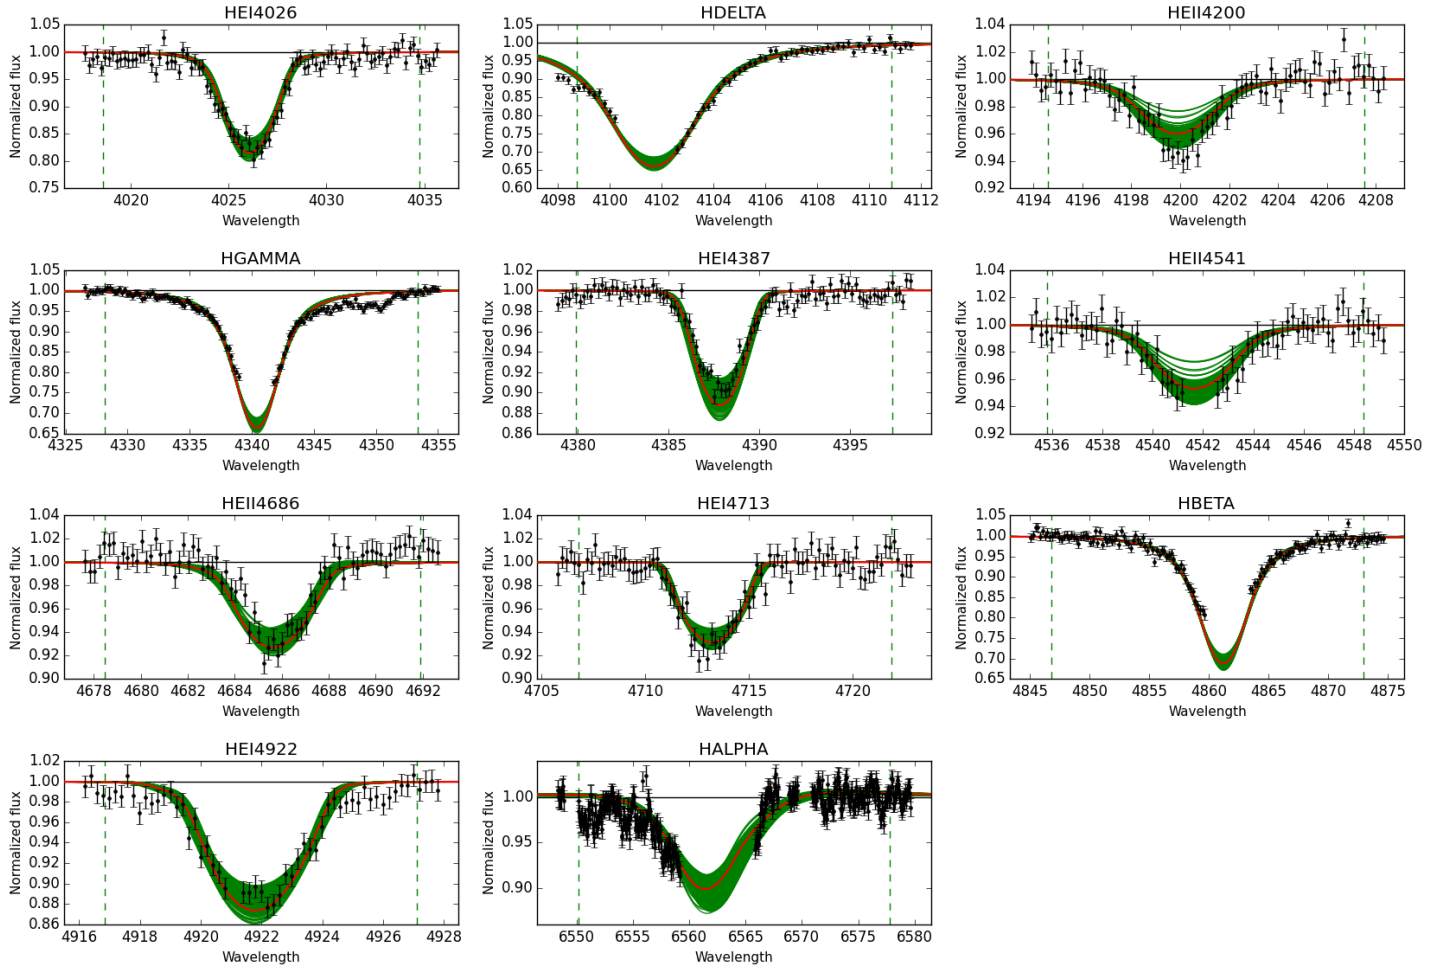 HEI4026
Normalized flux
1.05
1.00
0.95
0.90
0.85
0.80
0.75
4020 4025 4030 4035
Wavelength
HDELTA
Normalized flux
1.05
1.00
0.95
0.90
0.85
0.80
0.75
0.70
0.65
0.60
4098 4100 4102 4104 4106 4108 4110 4112
Wavelength
HEII4200
Normalized flux
1.04
1.02
1.00
0.98
0.96
0.94
0.92
4194 4196 4198 4200 4202 4204 4206 4208
Wavelength
HGAMMA
Normalized flux
1.05
1.00
0.95
0.90
0.85
0.80
0.75
0.70
0.65
4325 4330 4335 4340 4345 4350 4355
Wavelength
HEI4387
Normalized flux
1.02
1.00
0.98
0.96
0.94
0.92
0.90
0.88
0.86
4380 4385 4390 4395
Wavelength
HEII4541
Normalized flux
1.04
1.02
1.00
0.98
0.96
0.94
0.92
4536 4538 4540 4542 4544 4546 4548 4550
Wavelength
HEII4686
Normalized flux
1.04
1.02
1.00
0.98
0.96
0.94
0.92
0.90
4678 4680 4682 4684 4686 4688 4690 4692
Wavelength
HEI4713
Normalized flux
1.04
1.02
1.00
0.98
0.96
0.94
0.92
0.90
4705 4710 4715 4720
Wavelength
HBETA
Normalized flux
1.05
1.00
0.95
0.90
0.85
0.80
0.75
0.70
0.65
4845 4850 4855 4860 4865 4870 4875
Wavelength
HEI4922
Normalized flux
1.02
1.00
0.98
0.96
0.94
0.92
0.90
0.88
0.86
4916 4918 4920 4922 4924 4926 4928
Wavelength
HALPHA
Normalized flux
1.00
0.95
0.90
6550 6555 6560 6565 6570 6575 6580
Wavelength